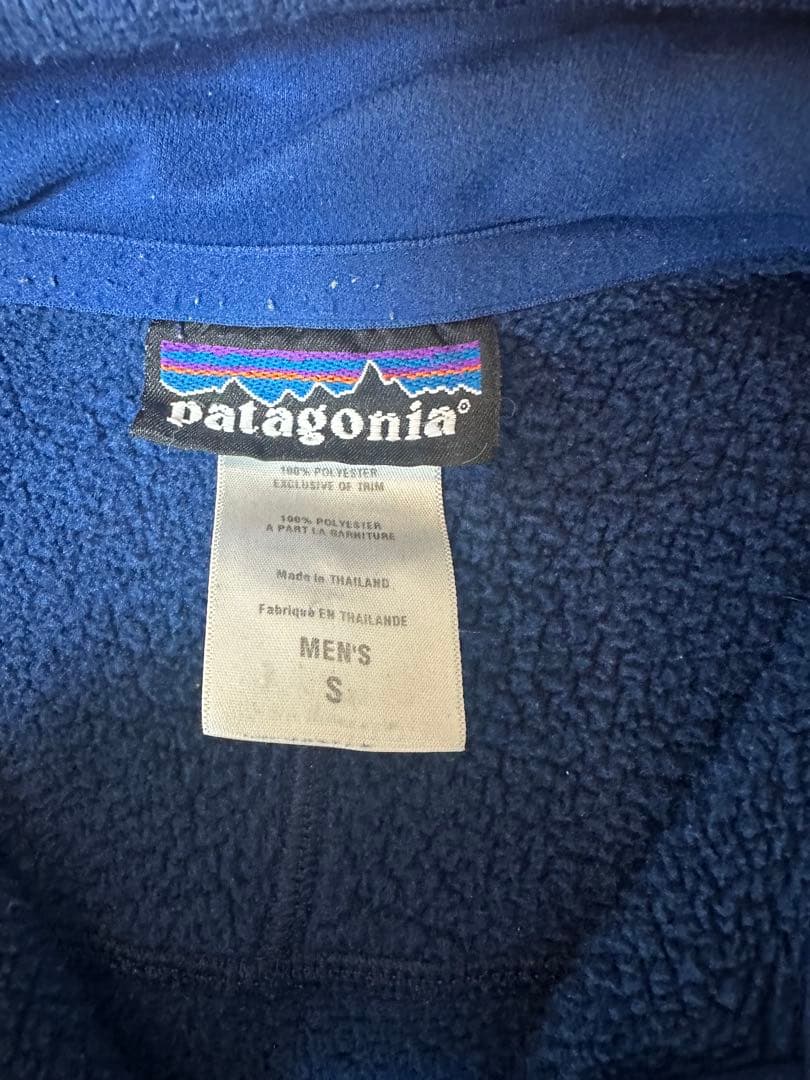 patagonia®
100% POLYESTER
EXCLUSIVE OF TRIM
100% POLYESTER
A PART LA GARNITURE
Made in THAILAND
Fabriqué EN THAILANDE
MEN'S
S